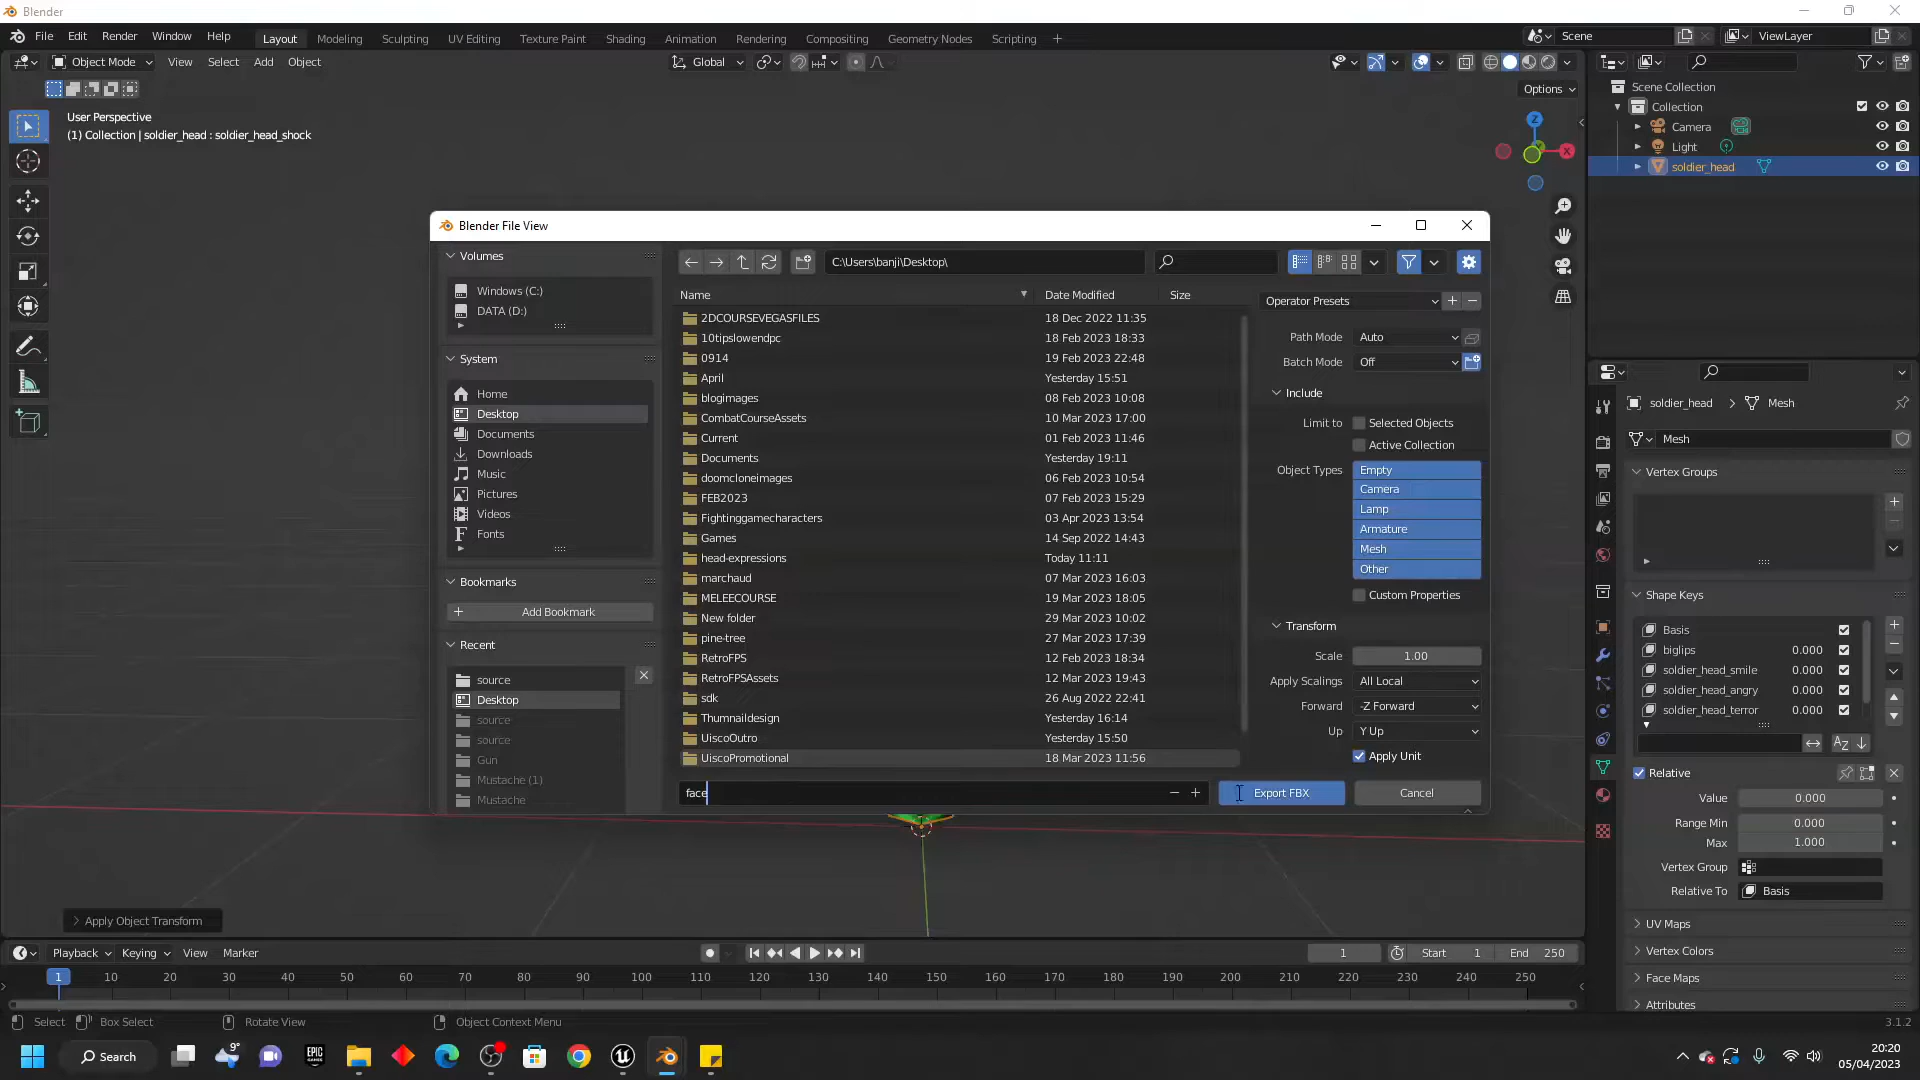 Blender
File Edit Render Window Help
Layout Modeling Sculpting UV Editing Texture Paint Shading Animation Rendering Compositing Geometry Nodes Scripting +
Scene ViewLayer
Object Mode View Select Add Object
Global
Options
User Perspective
(1) Collection | soldier_head : soldier_head_shock
Z
X
Scene Collection
Collection
Camera
Light
soldier_head
Blender File View
Volumes
Windows (C:)
DATA (D:)
System
Home
Desktop
Documents
Downloads
Music
Pictures
Videos
Fonts
Bookmarks
+ Add Bookmark
Recent
source
Desktop
source
source
Gun
Mustache (1)
Mustache
C:\Users\banji\Desktop\
Name Date Modified Size
2DCOURSEVEGASFILES 18 Dec 2022 11:35
10tipslowendpc 18 Feb 2023 18:33
0914 19 Feb 2023 22:48
April Yesterday 15:51
blogimages 08 Feb 2023 10:08
CombatCourseAssets 10 Mar 2023 17:00
Current 01 Feb 2023 11:46
Documents Yesterday 19:11
doomcloneimages 06 Feb 2023 10:54
FEB2023 07 Feb 2023 15:29
Fightinggamecharacters 03 Apr 2023 13:54
Games 14 Sep 2022 14:43
head-expressions Today 11:11
marchaud 07 Mar 2023 16:03
MELEECOURSE 19 Mar 2023 18:05
New folder 29 Mar 2023 10:02
pine-tree 27 Mar 2023 17:39
RetroFPS 12 Feb 2023 18:34
RetroFPSAssets 12 Mar 2023 19:43
sdk 26 Aug 2022 22:41
Thumnaildesign Yesterday 16:14
UiscoOutro Yesterday 15:50
UiscoPromotional 18 Mar 2023 11:56
face
Export FBX Cancel
Operator Presets + −
Path Mode Auto
Batch Mode Off
Include
Limit to Selected Objects
Active Collection
Object Types Empty
Camera
Lamp
Armature
Mesh
Other
Custom Properties
Transform
Scale 1.00
Apply Scalings All Local
Forward -Z Forward
Up Y Up
Apply Unit
soldier_head > Mesh
Mesh
Vertex Groups
Shape Keys
Basis
biglips 0.000
soldier_head_smile 0.000
soldier_head_angry 0.000
soldier_head_terror 0.000
Relative
Value 0.000
Range Min 0.000
Max 1.000
Vertex Group
Relative To Basis
UV Maps
Vertex Colors
Face Maps
Attributes
> Apply Object Transform
Playback Keying View Marker
1 Start 1 End 250
1 10 20 30 40 50 60 70 80 90 100 110 120 130 140 150 160 170 180 190 200 210 220 230 240 250
Select Box Select Rotate View Object Context Menu 3.1.2
Search
9°
EPIC GAMES
20:20
05/04/2023